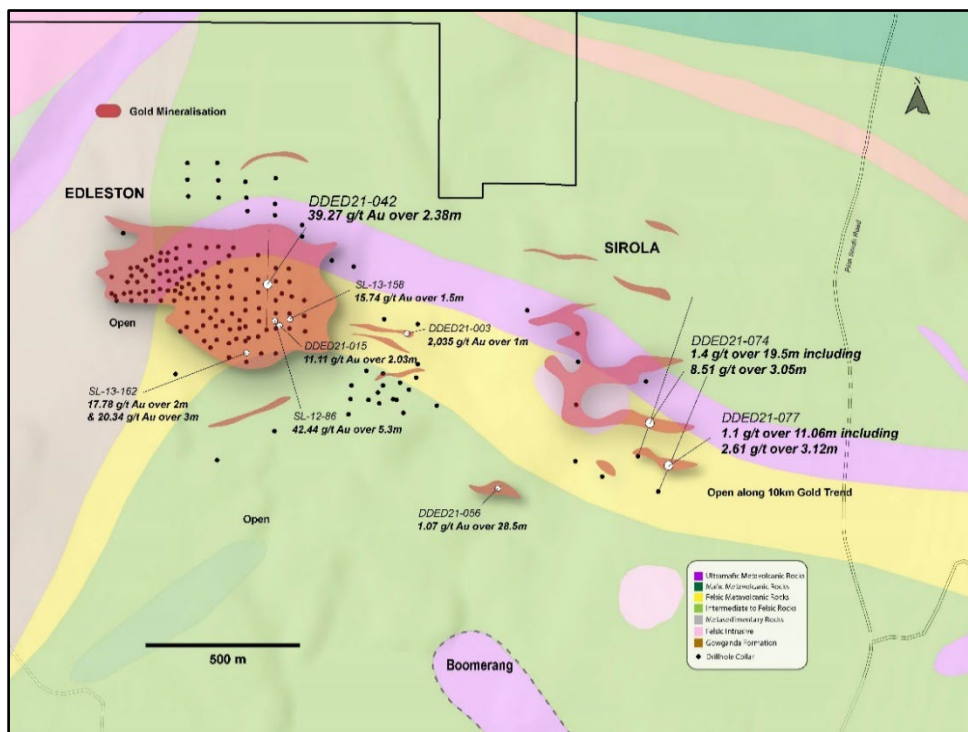 N
Gold Mineralisation
EDLESTON
DDED21-042
39.27 g/t Au over 2.38m
SIROLA
SL-13-158
15.74 g/t Au over 1.5m
Open
DDED21-003
2,035 g/t Au over 1m
DDED21-015
11.11 g/t Au over 2.03m
DDED21-074
1.4 g/t over 19.5m including
8.51 g/t over 3.05m
SL-13-162
17.78 g/t Au over 2m
& 20.34 g/t Au over 3m
SL-12-86
42.44 g/t Au over 5.3m
DDED21-077
1.1 g/t over 11.06m including
2.61 g/t over 3.12m
Open along 10km Gold Trend
DDED21-056
1.07 g/t Au over 28.5m
Open
500 m
Boomerang
Ultramafic Metavolcanic Rocks
Mafic Metavolcanic Rocks
Felsic Metavolcanic Rocks
Intermediate to Felsic Rocks
Metasedimentary Rocks
Felsic Intrusive
Gowganda Formation
Drillhole Collar